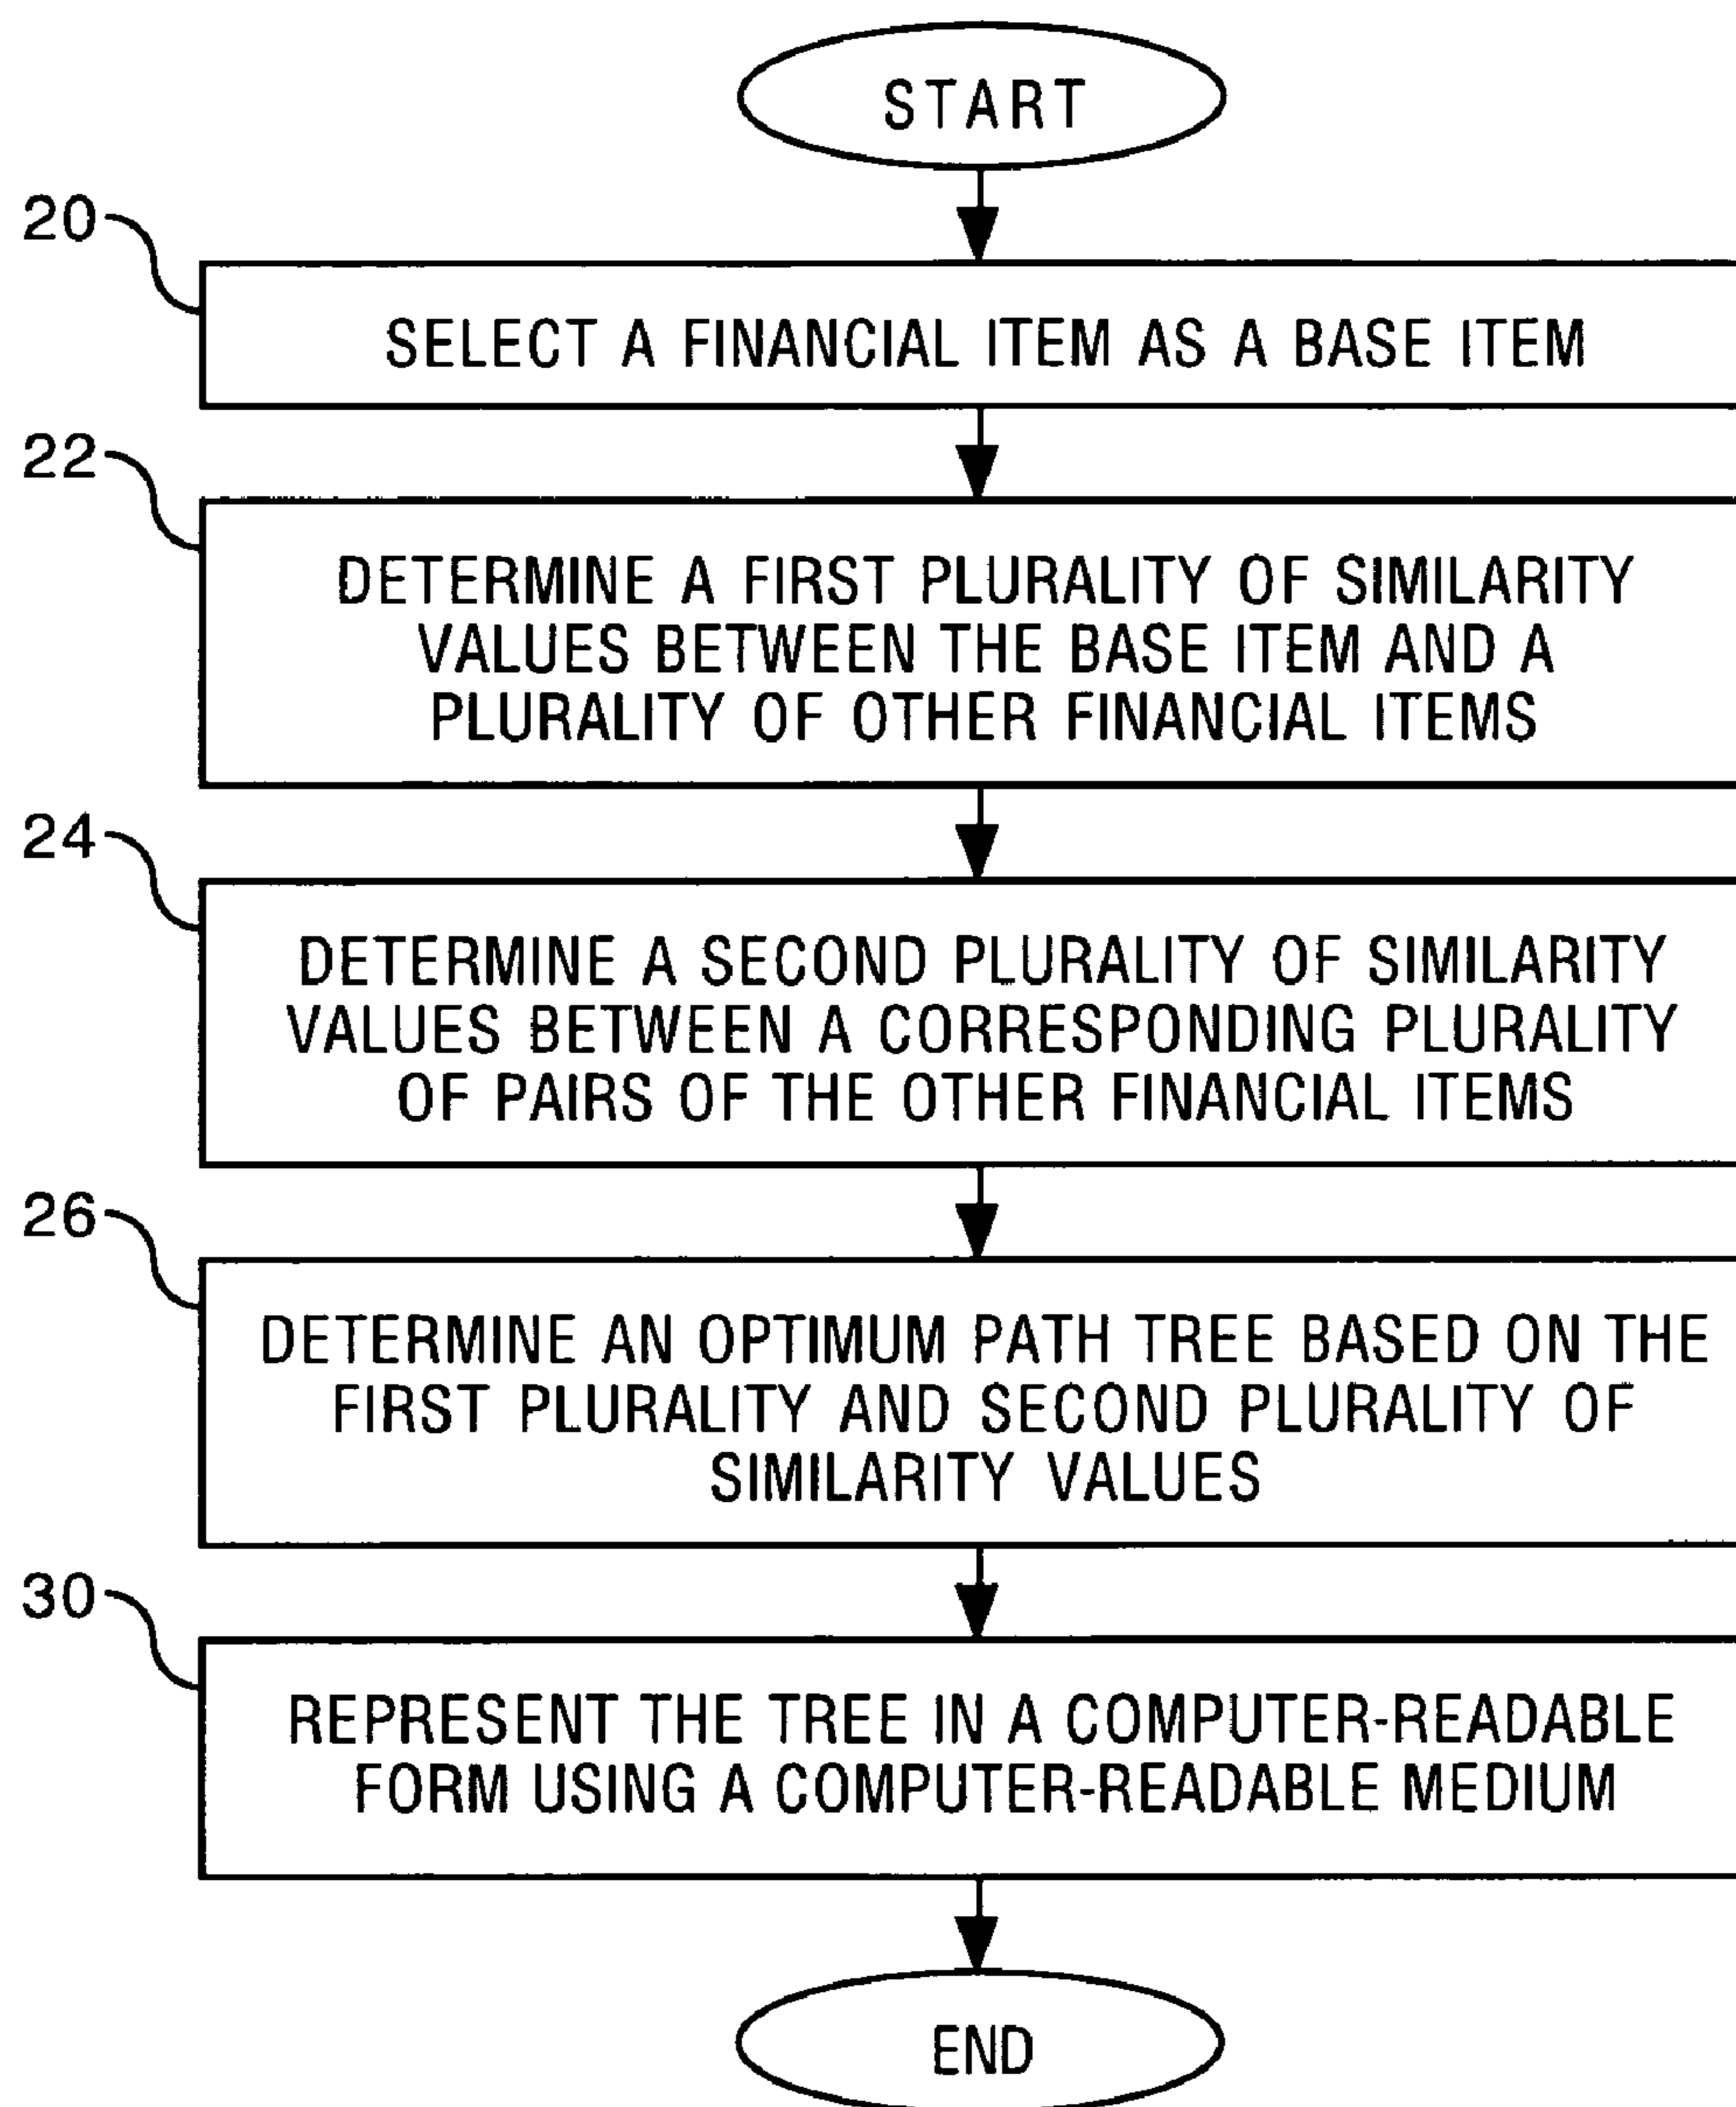 START
20
SELECT A FINANCIAL ITEM AS A BASE ITEM
22
DETERMINE A FIRST PLURALITY OF SIMILARITY
VALUES BETWEEN THE BASE ITEM AND A
PLURALITY OF OTHER FINANCIAL ITEMS
24
DETERMINE A SECOND PLURALITY OF SIMILARITY
VALUES BETWEEN A CORRESPONDING PLURALITY
OF PAIRS OF THE OTHER FINANCIAL ITEMS
26
DETERMINE AN OPTIMUM PATH TREE BASED ON THE
FIRST PLURALITY AND SECOND PLURALITY OF
SIMILARITY VALUES
30
REPRESENT THE TREE IN A COMPUTER-READABLE
FORM USING A COMPUTER-READABLE MEDIUM
END